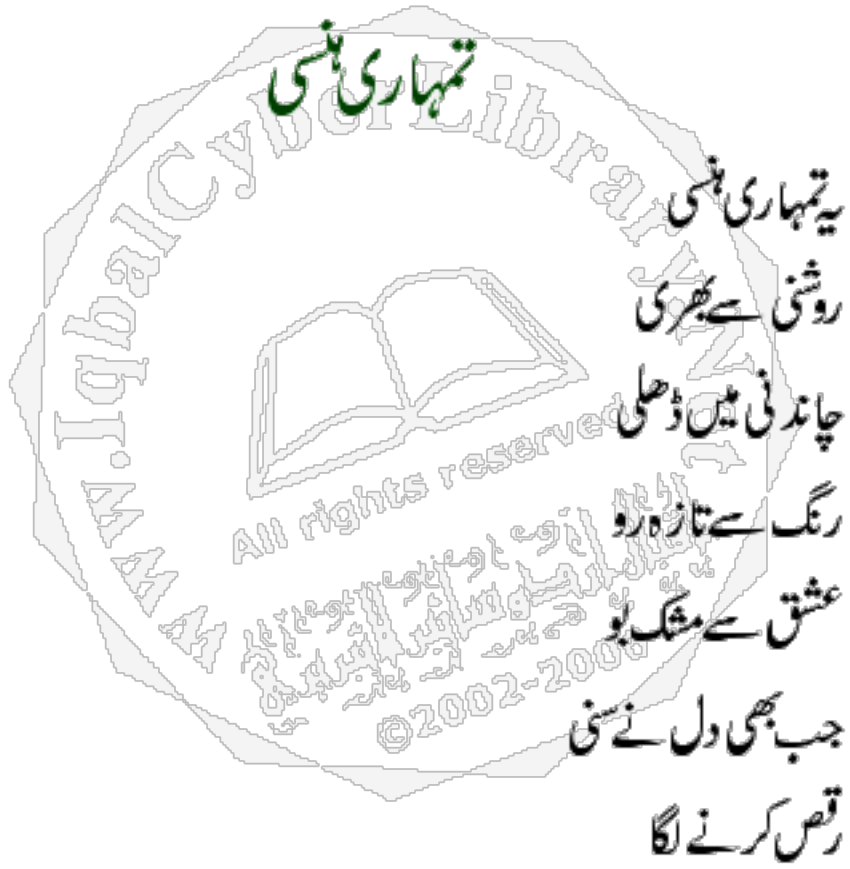 تمہاری ہنسی
یہ تمہاری ہنسی
روشنی سے بھری
چاندنی میں ڈھلی
رنگ سے تازہ رو
عشق سے مشک بو
جب بھی دل نے سنی
رقص کرنے لگا
www.IqbalCyberLibrary.Net
All rights reserved
©2002-2006